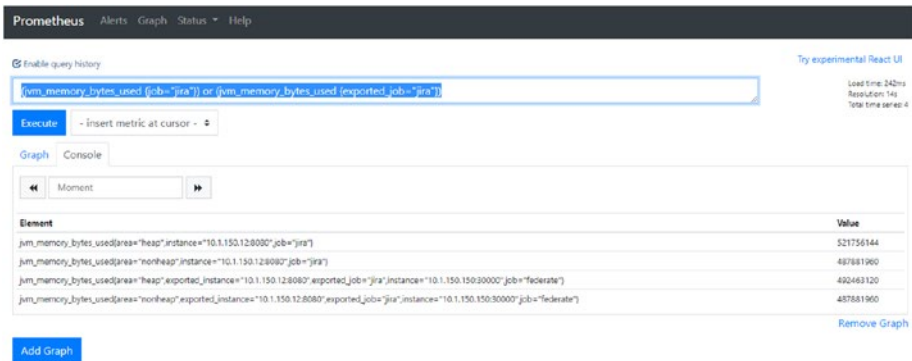 Prometheus Alerts Graph Status Help
Enable query history
Try experimental React UI
(jvm_memory_bytes_used {job="jira"}) or (jvm_memory_bytes_used {exported_job="jira"})
Load time: 242ms
Resolution: 14s
Total time series: 4
Execute - insert metric at cursor -
Graph Console
Moment
Element Value
jvm_memory_bytes_used{area="heap",instance="10.1.150.12:8080",job="jira"} 521756144
jvm_memory_bytes_used{area="nonheap",instance="10.1.150.12:8080",job="jira"} 487881960
jvm_memory_bytes_used{area="heap",exported_instance="10.1.150.12:8080",exported_job="jira",instance="10.1.150.150:30000",job="federate"} 492463120
jvm_memory_bytes_used{area="nonheap",exported_instance="10.1.150.12:8080",exported_job="jira",instance="10.1.150.150:30000",job="federate"} 487881960
Remove Graph
Add Graph